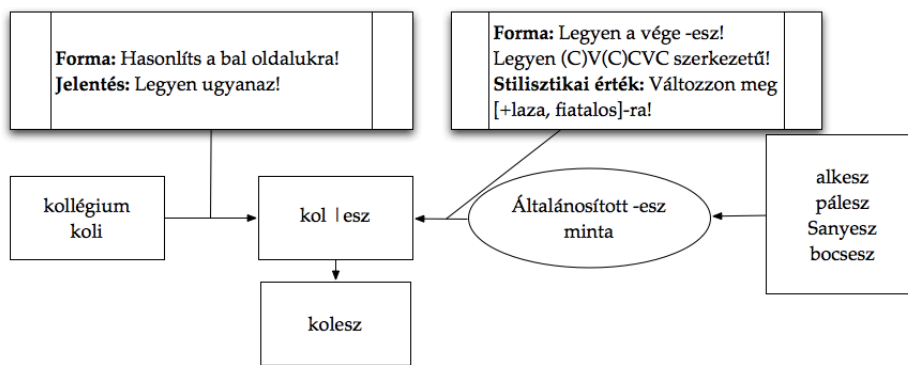 Forma: Hasonlíts a bal oldalukra!
Jelentés: Legyen ugyanaz!
Forma: Legyen a vége -esz!
Legyen (C)V(C)CVC szerkezetű!
Stilisztikai érték: Változzon meg
[+laza, fiatalos]-ra!
kollégium
koli
kol |esz
Általánosított -esz
minta
alkesz
pálesz
Sanyesz
bocsesz
kolesz